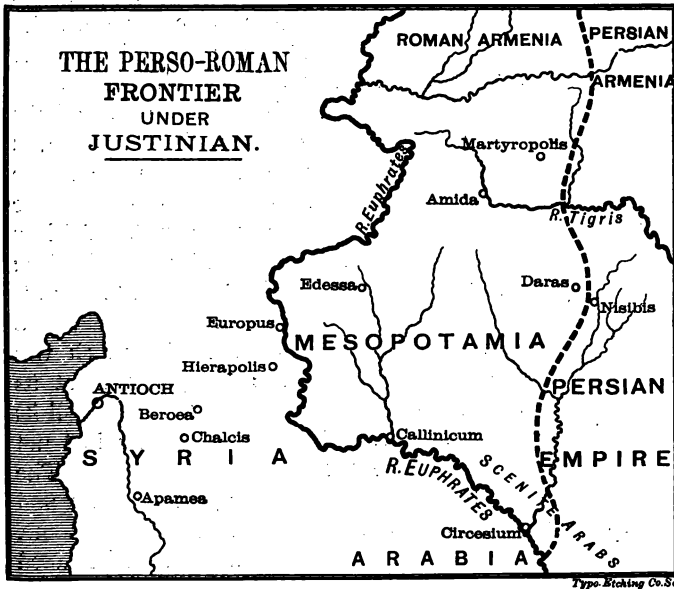 THE PERSO-ROMAN
FRONTIER
UNDER
JUSTINIAN.
ROMAN ARMENIA
PERSIAN
ARMENIA
Martyropolis
R. Euphrates
Amida
R. Tigris
Edessa
Daras
Nisibis
Europus
MESOPOTAMIA
Hierapolis
ANTIOCH
PERSIAN
Beroea
Chalcis
Callinicum
SYRIA
EMPIRE
R. EUPHRATES
SCENITE ARABS
Apamea
Circesium
ARABIA
Typo. Etching Co. Sc